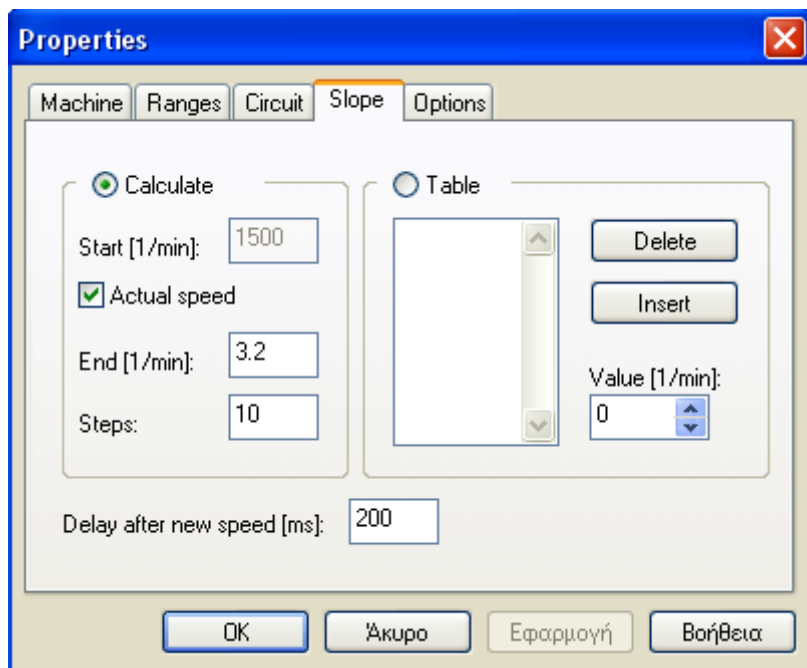 Properties
Machine Ranges Circuit Slope Options
Calculate
Start [1/min]: 1500
Actual speed
End [1/min]: 3.2
Steps: 10
Table
Delete
Insert
Value [1/min]:
0
Delay after new speed [ms]: 200
OK Άκυρο Εφαρμογή Βοήθεια